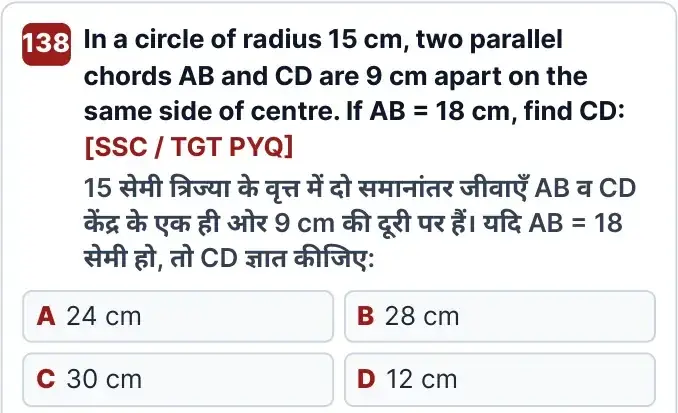 138 In a circle of radius 15 cm, two parallel
chords AB and CD are 9 cm apart on the
same side of centre. If AB = 18 cm, find CD:
[SSC / TGT PYQ]
15 सेमी त्रिज्या के वृत्त में दो समानांतर जीवाएँ AB व CD
केंद्र के एक ही ओर 9 cm की दूरी पर हैं। यदि AB = 18
सेमी हो, तो CD ज्ञात कीजिए:
A 24 cm
B 28 cm
C 30 cm
D 12 cm